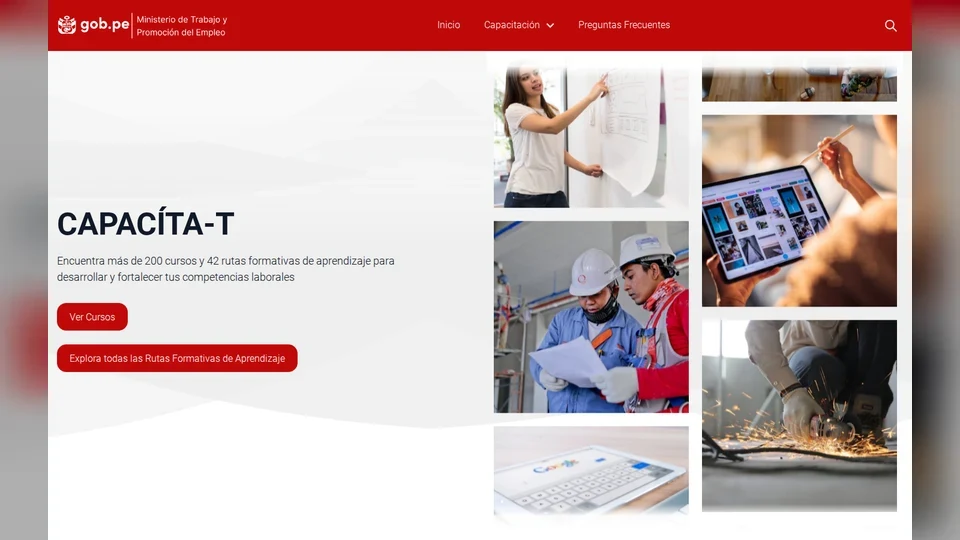 gob.pe
Ministerio de Trabajo y
Promoción del Empleo
Inicio
Capacitación
Preguntas Frecuentes
CAPACÍTA-T
Encuentra más de 200 cursos y 42 rutas formativas de aprendizaje para
desarrollar y fortalecer tus competencias laborales
Ver Cursos
Explora todas las Rutas Formativas de Aprendizaje
Google